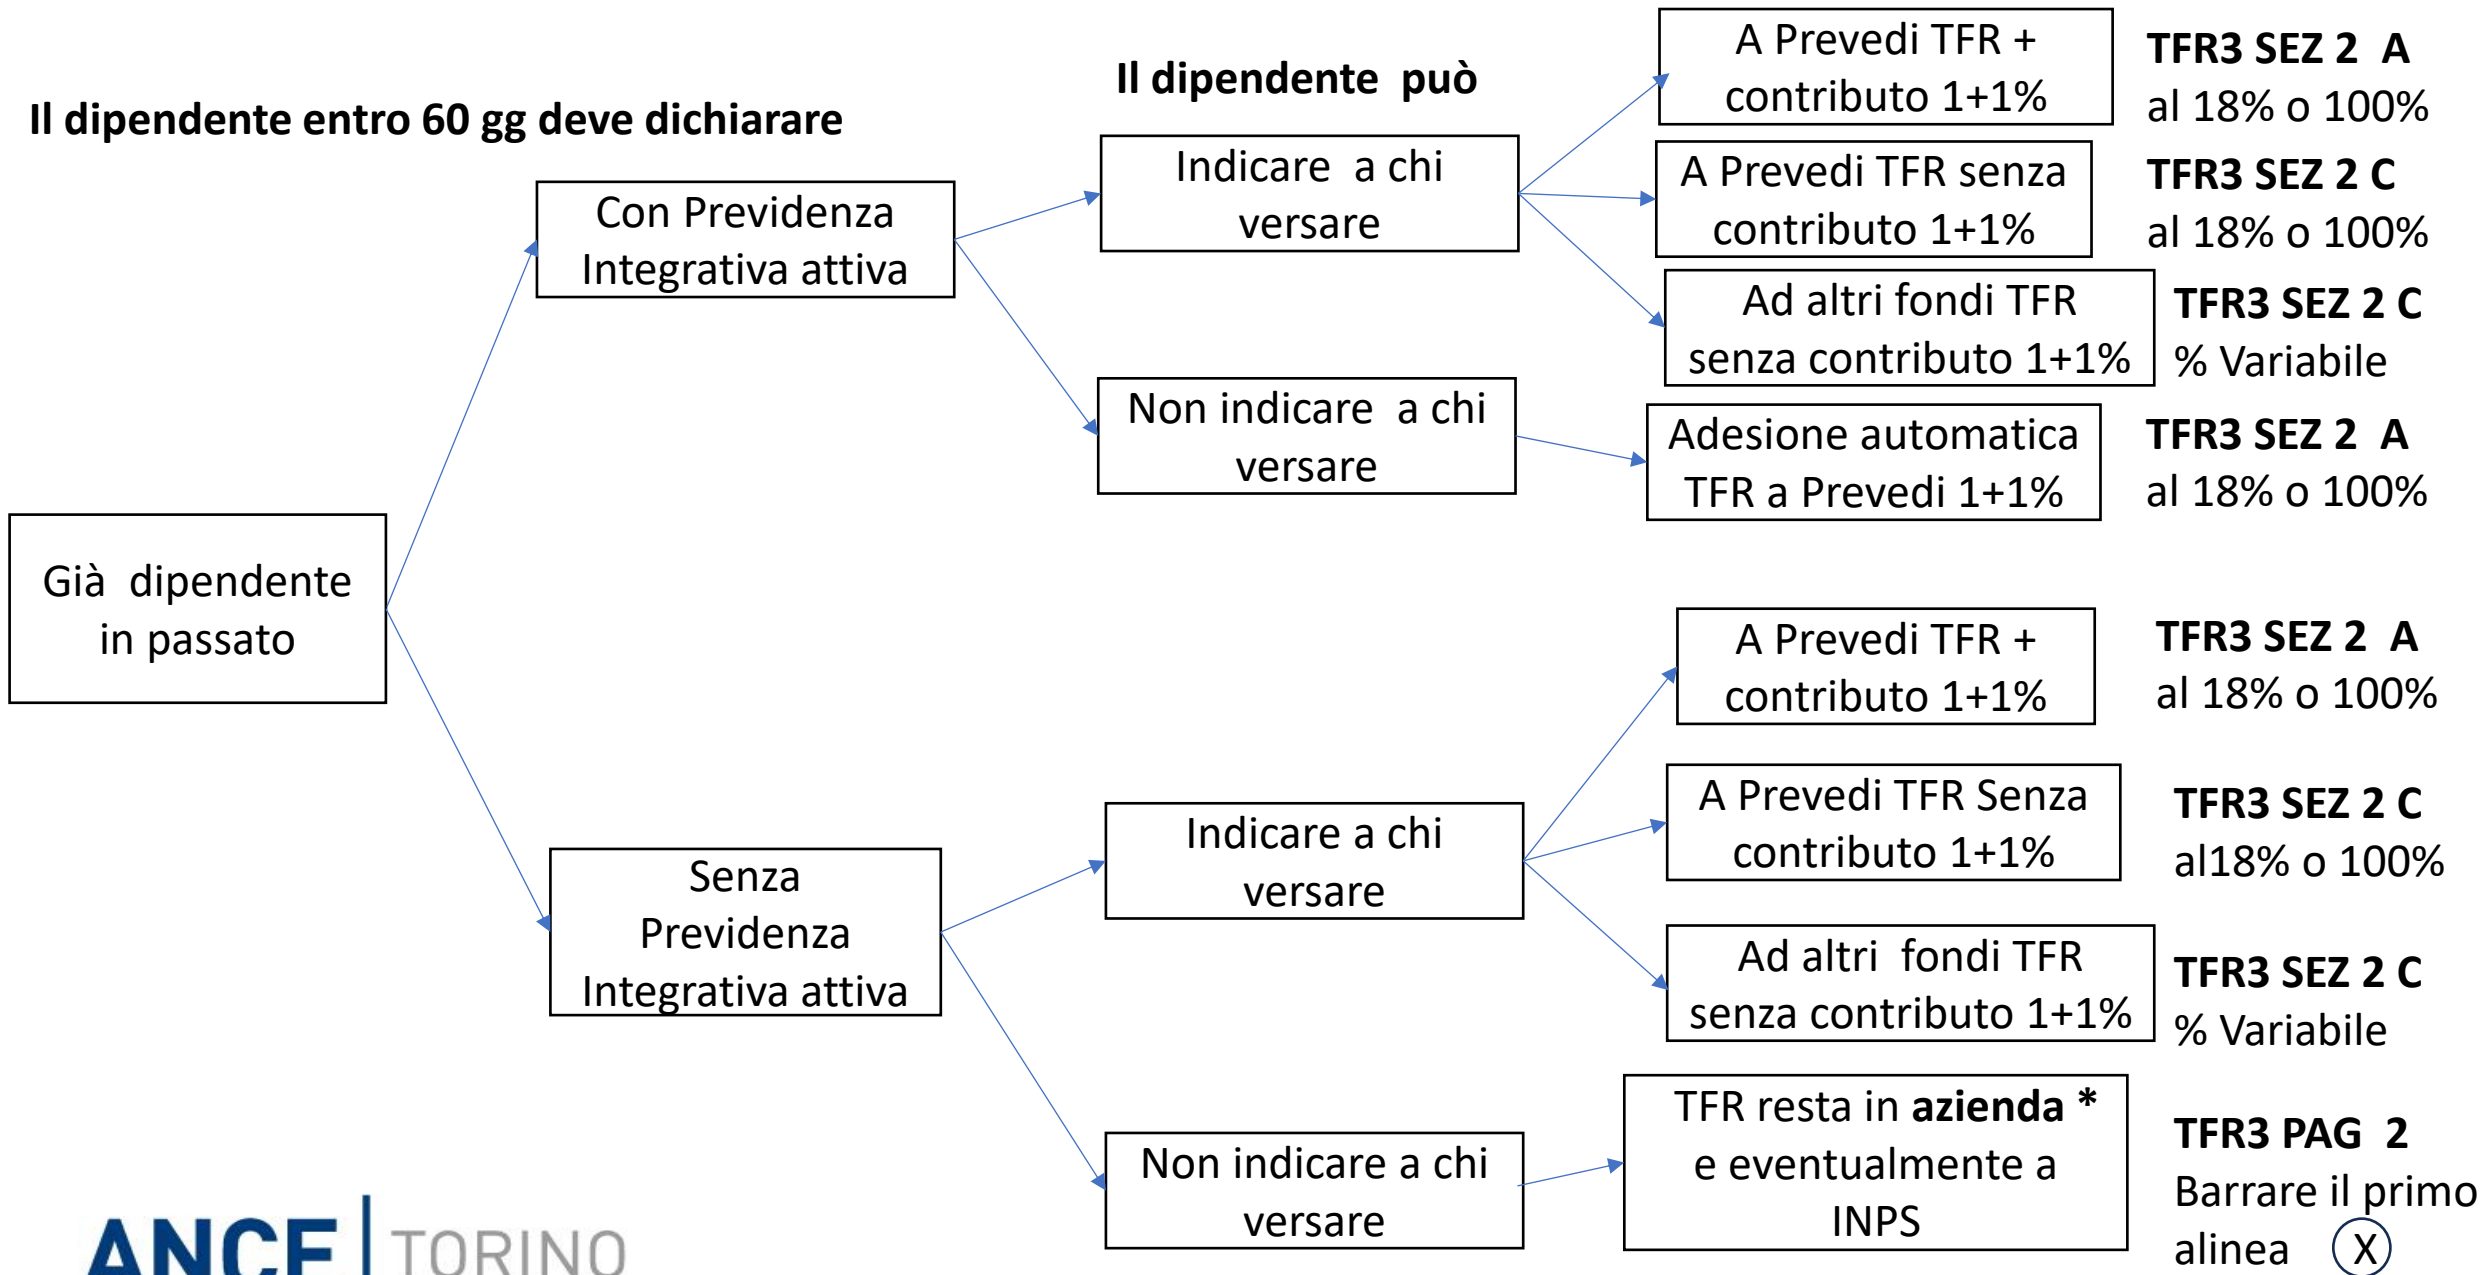 Il dipendente entro 60 gg deve dichiarare
Il dipendente  può
Già  dipendente
in passato
Con Previdenza
Integrativa attiva
Indicare  a chi
versare
A Prevedi TFR +
contributo 1+1%
TFR3 SEZ 2  A
al 18% o 100%
A Prevedi TFR senza
contributo 1+1%
TFR3 SEZ 2 C
al 18% o 100%
Ad altri fondi TFR
senza contributo 1+1%
TFR3 SEZ 2 C
% Variabile
Non indicare  a chi
versare
Adesione automatica
TFR a Prevedi 1+1%
TFR3 SEZ 2  A
al 18% o 100%
Senza
Previdenza
Integrativa attiva
Indicare a chi
versare
A Prevedi TFR +
contributo 1+1%
TFR3 SEZ 2  A
al 18% o 100%
A Prevedi TFR Senza
contributo 1+1%
TFR3 SEZ 2 C
al18% o 100%
Ad altri  fondi TFR
senza contributo 1+1%
TFR3 SEZ 2 C
% Variabile
Non indicare a chi
versare
TFR resta in azienda *
e eventualmente a
INPS
TFR3 PAG  2
Barrare il primo
alinea X
ANCE TORINO